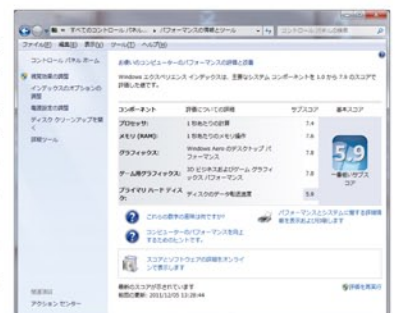 すべてのコントロール パネル... ▸ パフォーマンスの情報とツール
コントロール パネルの検索
ファイル(F) 編集(E) 表示(V) ツール(T) ヘルプ(H)
コントロール パネル ホーム
視覚効果の調整
インデックスのオプションの
調整
電源設定の調整
ディスク クリーンアップを開
く
詳細ツール
お使いのコンピューターのパフォーマンスの評価と改善
Windows エクスペリエンス インデックスは、主要なシステム コンポーネントを 1.0 から 7.9 のスコアで
評価した値です。
コンポーネント 評価についての詳細 サブスコア 基本スコア
プロセッサ: 1 秒あたりの計算 7.4
メモリ (RAM): 1 秒あたりのメモリ操作 7.6
グラフィックス: Windows Aero のデスクトップ パ
フォーマンス 7.8
ゲーム用グラフィックス: 3D ビジネスおよびゲーム グラフィ
ックス パフォーマンス 7.8
プライマリ ハード ディス
ク: ディスクのデータ転送速度 5.9
5.9
一番低いサブス
コア
これらの数字の意味は何ですか?
コンピューターのパフォーマンスを向上
するためのヒントです。
パフォーマンスとシステムに関する詳細情
報を表示および印刷
します
スコアとソフトウェアの詳細をオンライ
ンで表示します
最新のスコアが示されています
前回の更新: 2011/12/05 12:28:44
評価を再実行
関連項目
アクション センター